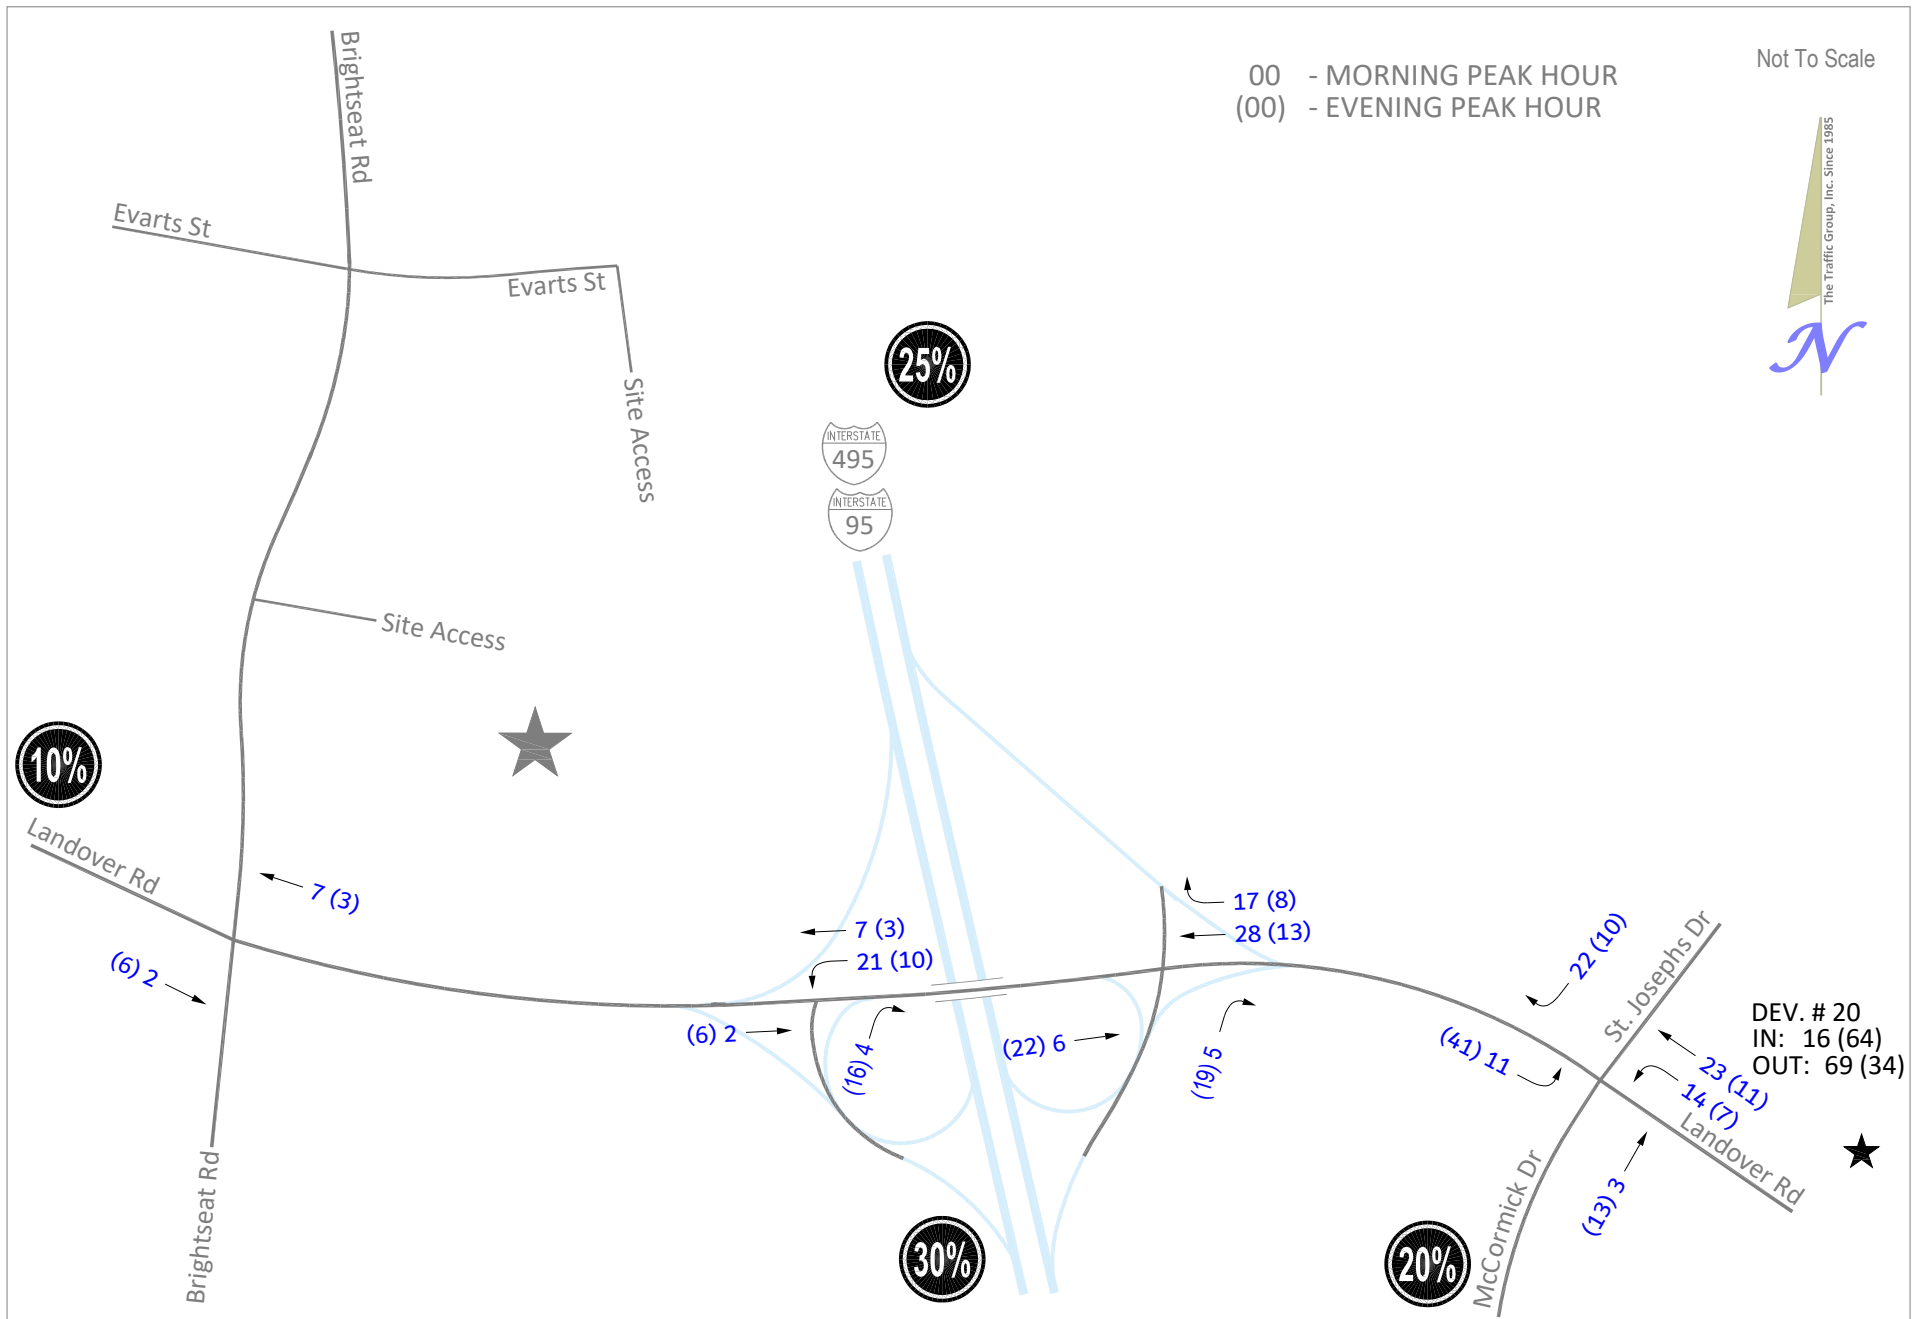 00 - MORNING PEAK HOUR
(00) - EVENING PEAK HOUR
Not To Scale
The Traffic Group, Inc. Since 1985
N
Brightseat Rd
Evarts St
Evarts St
Site Access
25%
INTERSTATE
495
INTERSTATE
95
Site Access
10%
Landover Rd
7 (3)
(6) 2
7 (3)
21 (10)
(6) 2
(16) 4
(22) 6
17 (8)
28 (13)
(19) 5
22 (10)
(41) 11
St. Josephs Dr
DEV. # 20
IN: 16 (64)
OUT: 69 (34)
23 (11)
14 (7)
Landover Rd
(13) 3
McCormick Dr
Brightseat Rd
30%
20%